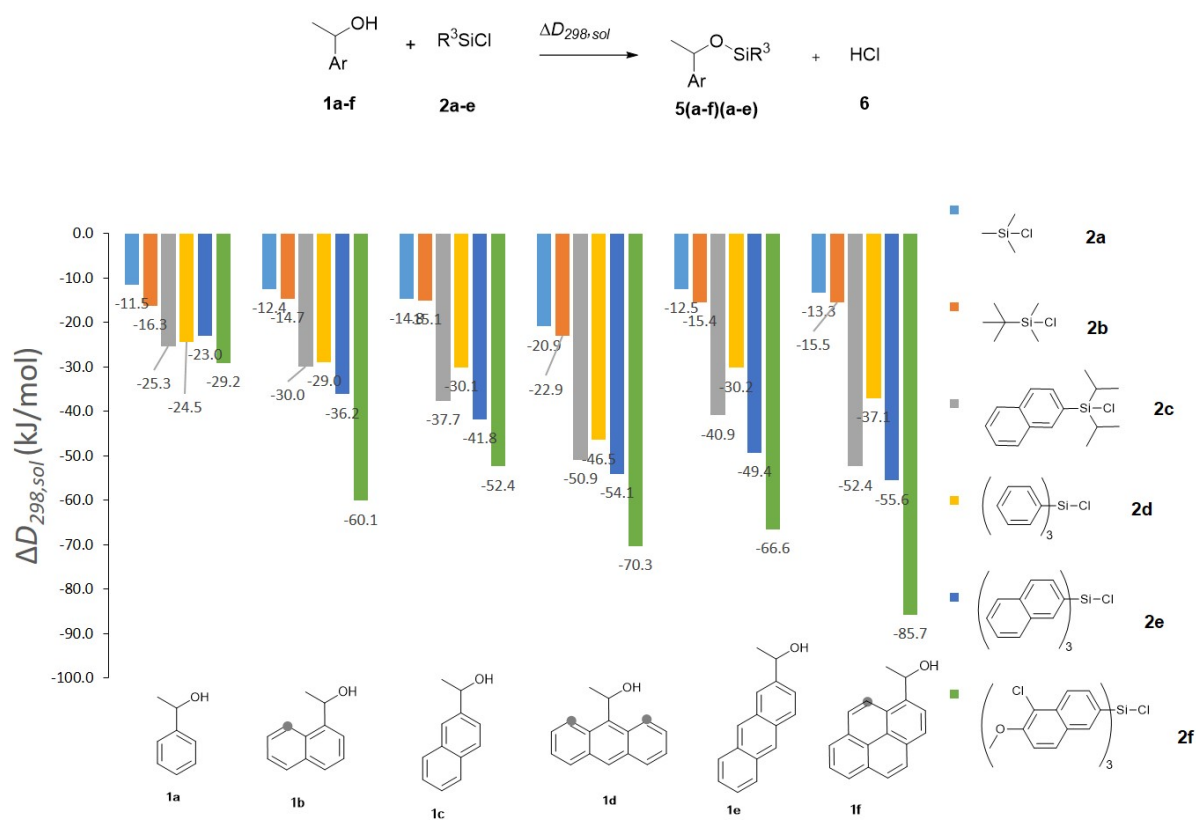 OH
Ar
1a-f
+
R³SiCl
2a-e
ΔD298,sol
O
SiR³
Ar
5(a-f)(a-e)
+
HCl
6
ΔD298,sol (kJ/mol)
0.0
-10.0
-20.0
-30.0
-40.0
-50.0
-60.0
-70.0
-80.0
-90.0
-100.0
-11.5
-16.3
-25.3
-24.5
-23.0
-29.2
-12.4
-14.7
-30.0
-29.0
-36.2
-60.1
-14.8
-15.1
-37.7
-30.1
-41.8
-52.4
-20.9
-22.9
-50.9
-46.5
-54.1
-70.3
-12.5
-15.4
-40.9
-30.2
-49.4
-66.6
-13.3
-15.5
-52.4
-37.1
-55.6
-85.7
OH
1a
OH
1b
OH
1c
OH
1d
OH
1e
OH
1f
Si Cl
2a
Si Cl
2b
Si Cl
2c
( ) 3 Si Cl
2d
( ) 3 Si Cl
2e
Cl
O
( ) 3 Si Cl
2f